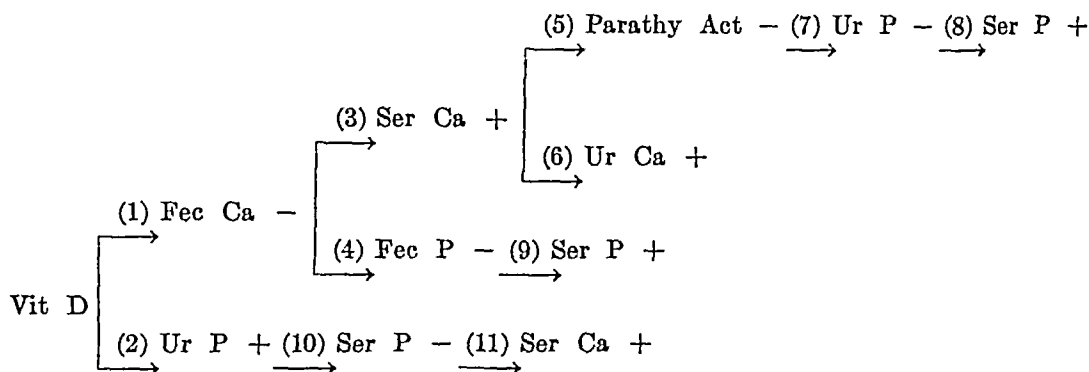 (5) Parathy Act − (7) Ur P − (8) Ser P +
(3) Ser Ca +
(6) Ur Ca +
(1) Fec Ca −
(4) Fec P − (9) Ser P +
Vit D
(2) Ur P + (10) Ser P − (11) Ser Ca +